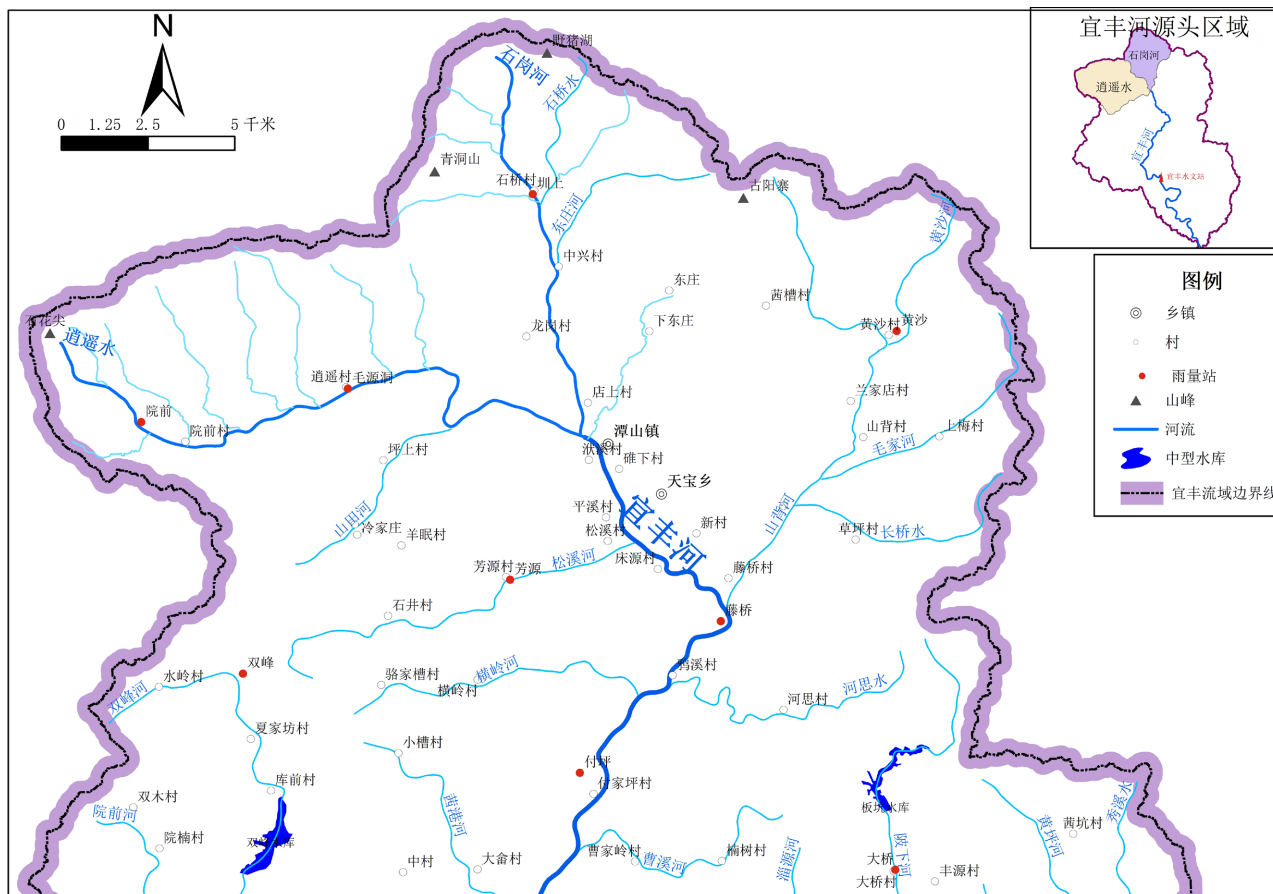 N
0 1.25 2.5 5 千米
野猪湖
石岗河
石桥水
青洞山
石桥村
圳上
东庄河
古阳寨
黄沙河
中兴村
东庄
茜槽村
下东庄
龙岗村
黄沙村
黄沙
石花尖
逍遥水
逍遥村
毛源洞
院前
院前村
店上村
兰家店村
潭山镇
山背村
上梅村
毛家河
坪上村
洑溪村
碓下村
天宝乡
山田河
冷家庄
羊眠村
平溪村
松溪村
宜丰河
新村
山背河
草坪村
长桥水
芳源村
芳源
松溪河
床源村
藤桥村
石井村
藤桥
双峰
水岭村
双峰河
骆家槽村
横岭村
横岭河
鸭溪村
河思村
河思水
夏家坊村
小槽村
付坪
付家坪村
库前村
双木村
院前河
院楠村
茜港河
板坑水库
黄坪河
茜坑村
秀溪水
中村
大畲村
曹家岭村
曹溪河
楠树村
淄源河
陂下河
大桥
大桥村
丰源村
宜丰河源头区域
石岗河
逍遥水
宜丰河
宜丰水文站
图例
乡镇
村
雨量站
山峰
河流
中型水库
宜丰流域边界线